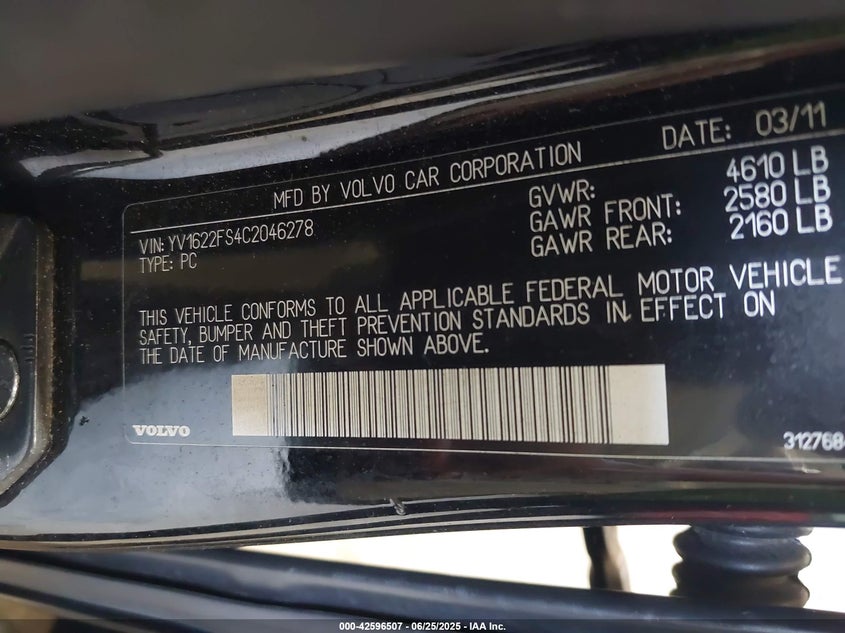 MFD BY VOLVO CAR CORPORATION DATE: 03/11
GVWR: 4610 LB
GAWR FRONT: 2580 LB
GAWR REAR: 2160 LB
VIN: YV1622FS4C2046278
TYPE: PC
THIS VEHICLE CONFORMS TO ALL APPLICABLE FEDERAL MOTOR VEHICLE
SAFETY, BUMPER AND THEFT PREVENTION STANDARDS IN EFFECT ON
THE DATE OF MANUFACTURE SHOWN ABOVE.
VOLVO
312768
000-42596507 / 06/25/2025 - IAA Inc.